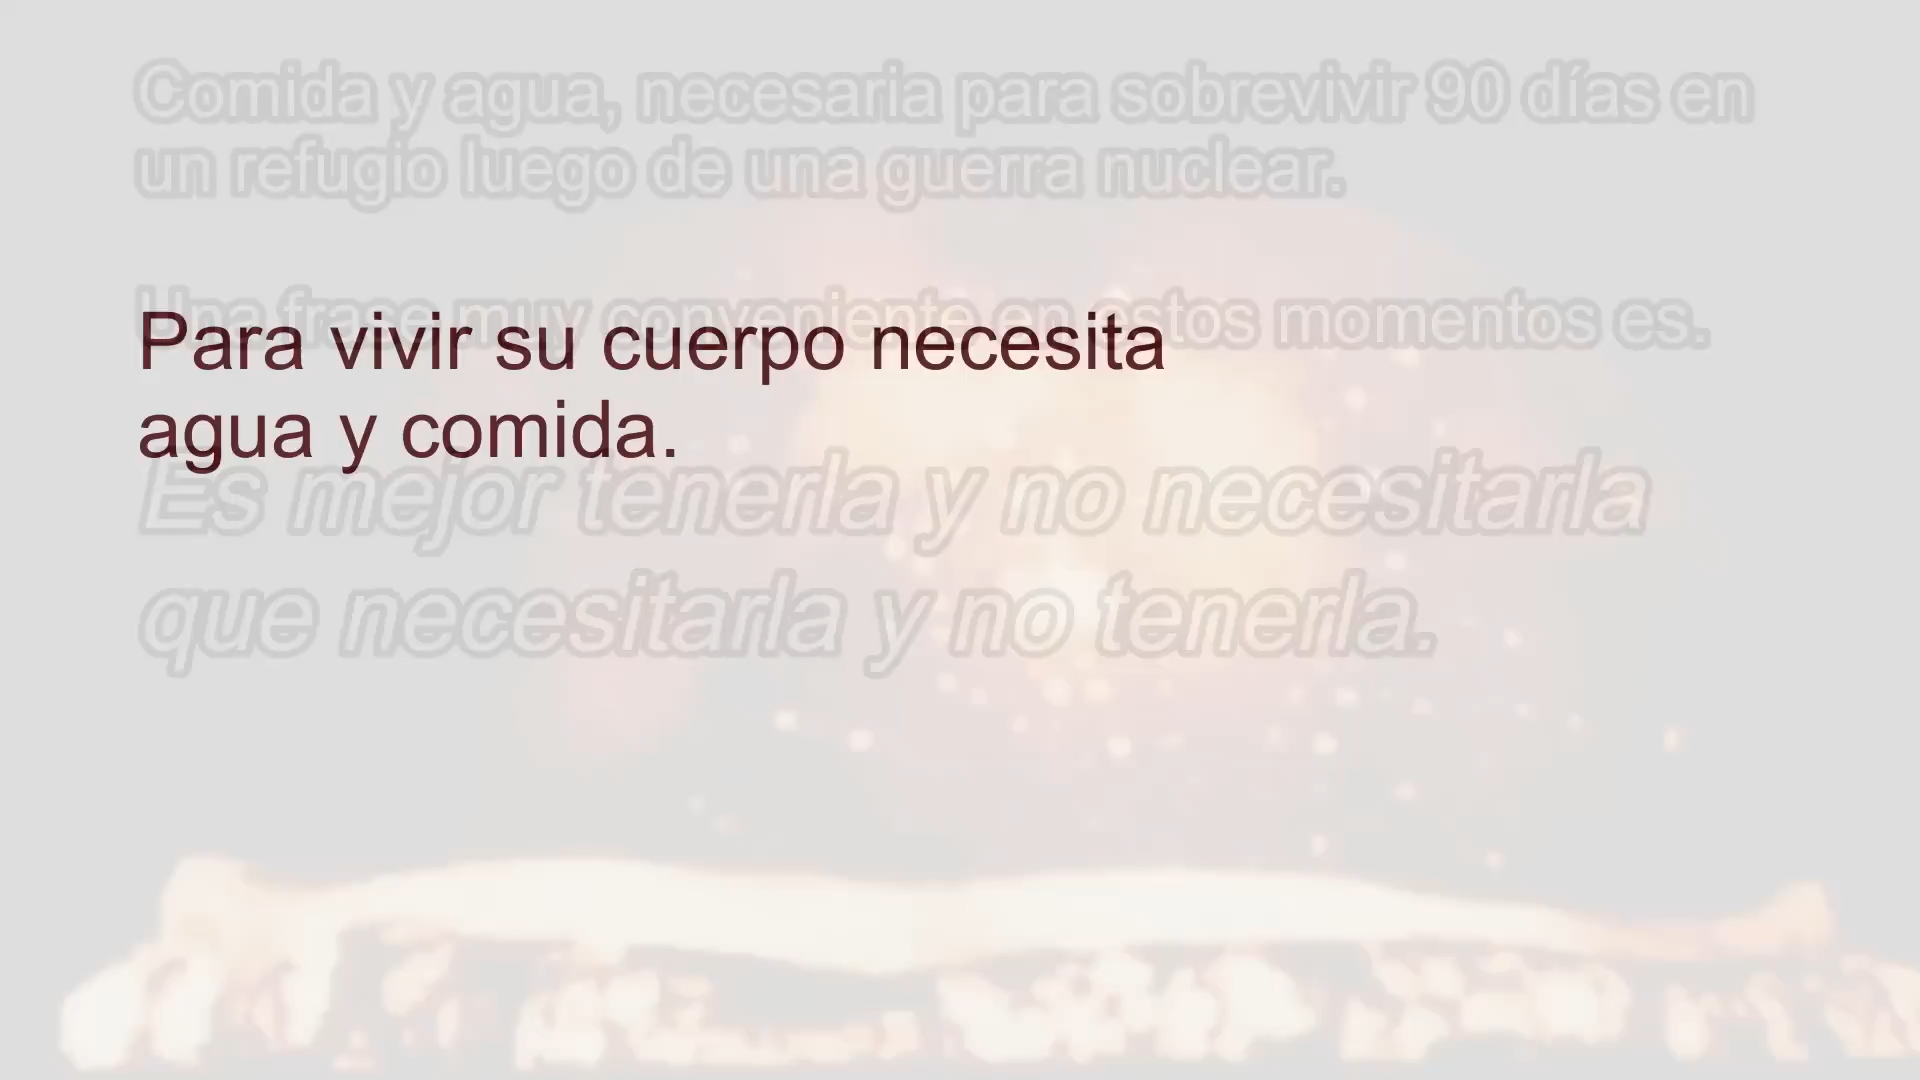 Comida y agua, necesaria para sobrevivir 90 días en
un refugio luego de una guerra nuclear.
Una frase muy conveniente en estos momentos es.
Para vivir su cuerpo necesita
agua y comida.
Es mejor tenerla y no necesitarla
que necesitarla y no tenerla.